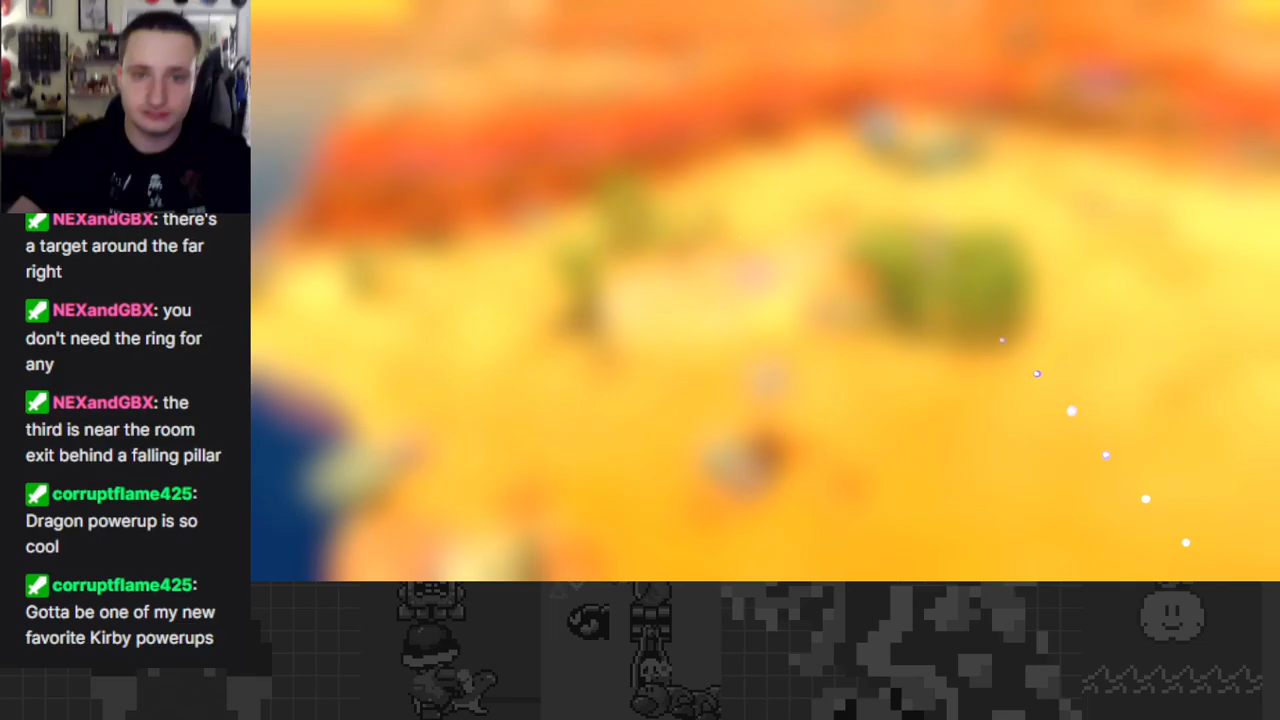 NEXandGBX: there's
a target around the far
right
NEXandGBX: you
don't need the ring for
any
NEXandGBX: the
third is near the room
exit behind a falling pillar
corruptflame425:
Dragon powerup is so
cool
corruptflame425:
Gotta be one of my new
favorite Kirby powerups